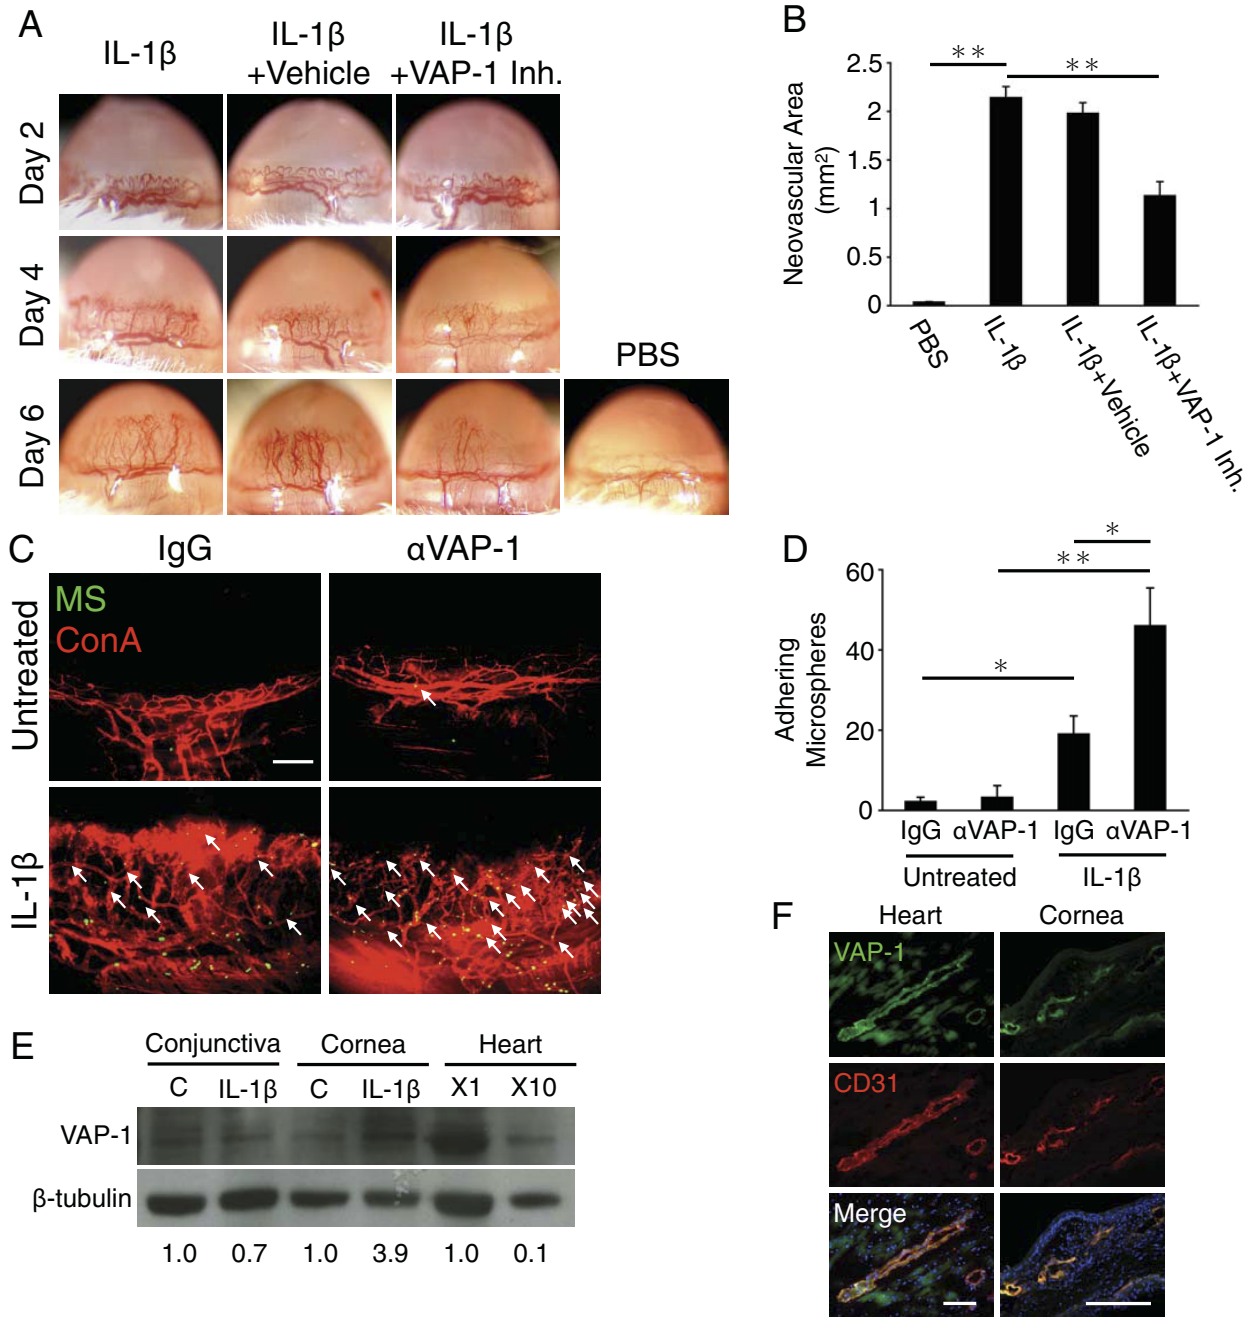 A
IL-1β
IL-1β
+Vehicle
IL-1β
+VAP-1 Inh.
Day 2
Day 4
Day 6
PBS
B
Neovascular Area
(mm²)
2.5
2
1.5
1
0.5
0
**
**
PBS
IL-1β
IL-1β+Vehicle
IL-1β+VAP-1 Inh.
C
IgG
αVAP-1
Untreated
MS
ConA
IL-1β
D
Adhering
Microspheres
60
40
20
0
*
**
*
IgG αVAP-1 IgG αVAP-1
Untreated IL-1β
E
Conjunctiva Cornea Heart
C IL-1β C IL-1β X1 X10
VAP-1
β-tubulin
1.0 0.7 1.0 3.9 1.0 0.1
F
Heart Cornea
VAP-1
CD31
Merge